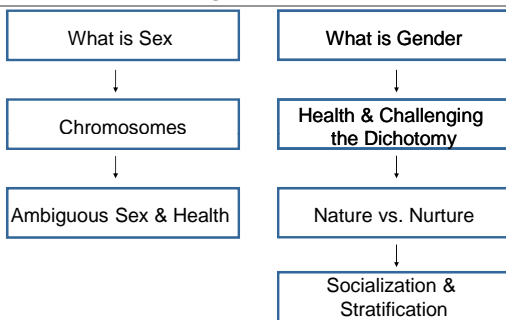 What is Sex
Chromosomes
Ambiguous Sex & Health
What is Gender
Health & Challenging
the Dichotomy
Nature vs. Nurture
Socialization &
Stratification